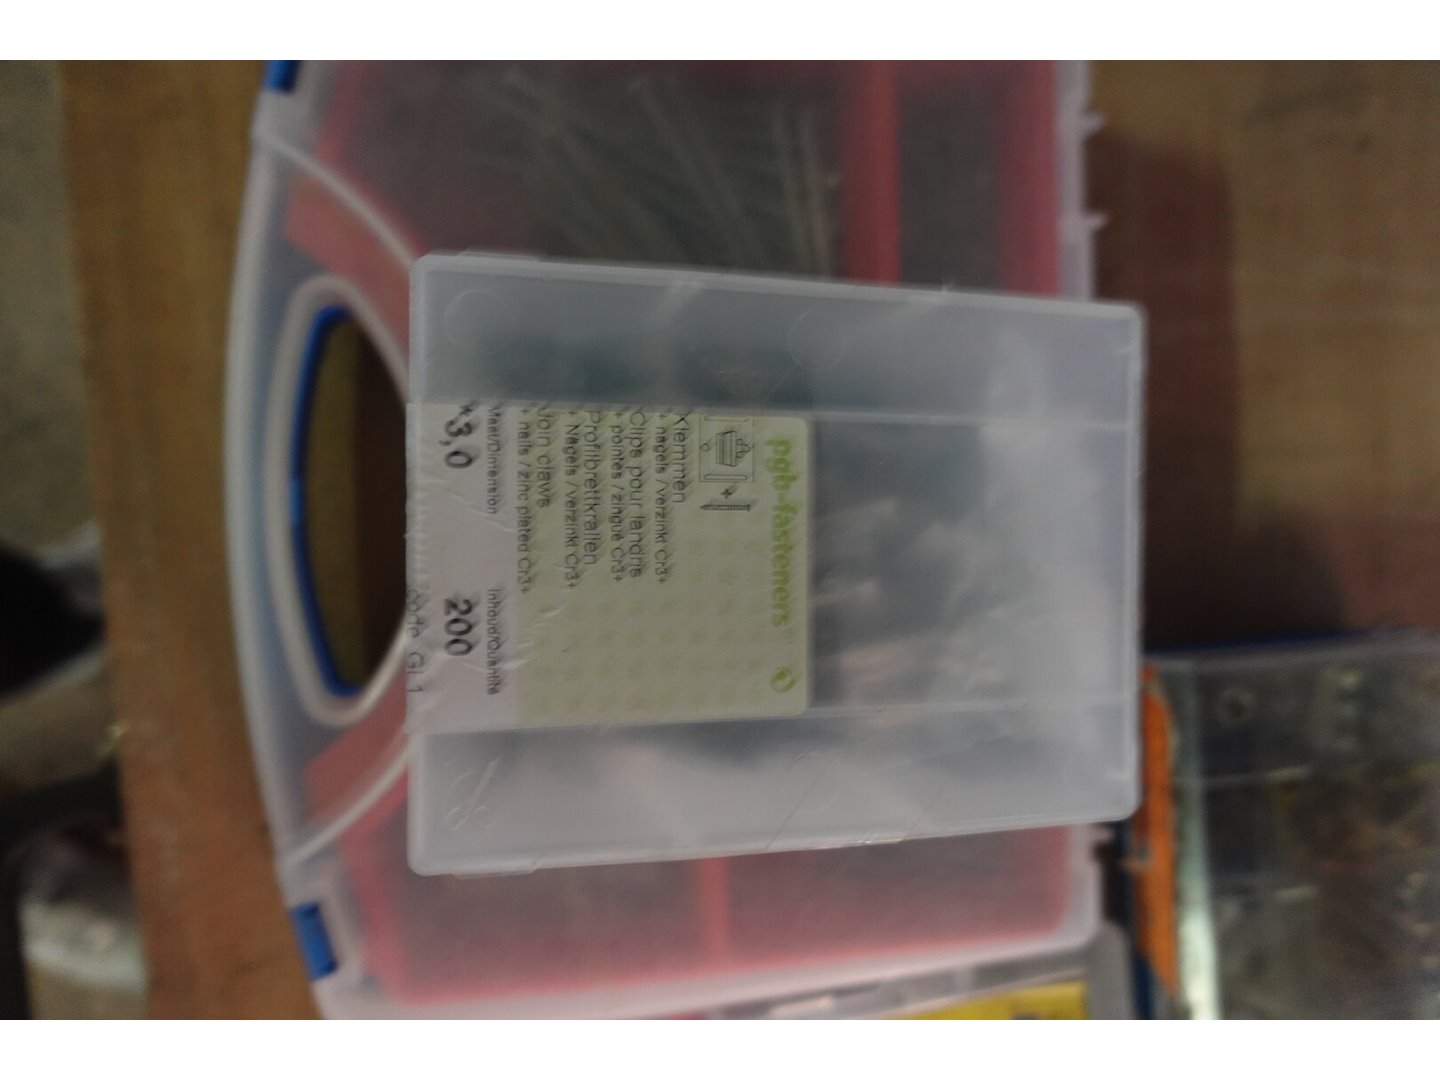 pgb-fasteners
Klemmen
+ nagels / verzinkt Cr3+
Clips pour lambris
+ pointes / zingué Cr3+
Profilbrettkrallen
+ Nägels / verzinkt Cr3+
Join claws
+ nails / zinc plated Cr3+
Maat/Dimension
Inhoud/Quantité
3,0
200